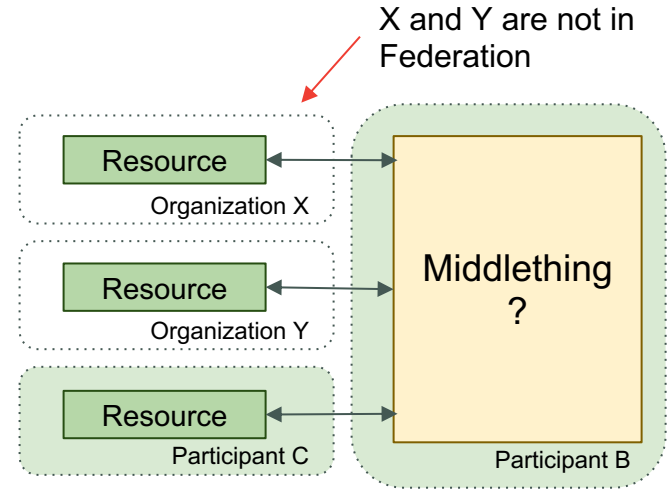 X and Y are not in
Federation
Resource
Organization X
Resource
Organization Y
Resource
Participant C
Middlething
?
Participant B